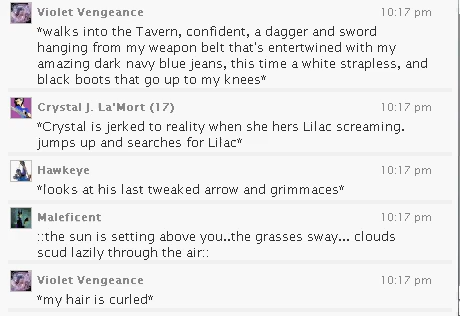 Violet Vengeance 10:17 pm
*walks into the Tavern, confident, a dagger and sword
hanging from my weapon belt that's entertwined with my
amazing dark navy blue jeans, this time a white strapless, and
black boots that go up to my knees*
Crystal J. La'Mort (17) 10:17 pm
*Crystal is jerked to reality when she hers Lilac screaming.
jumps up and searches for Lilac*
Hawkeye 10:17 pm
*looks at his last tweaked arrow and grimmaces*
Maleficent 10:17 pm
::the sun is setting above you..the grasses sway... clouds
scud lazily through the air::
Violet Vengeance 10:17 pm
*my hair is curled*